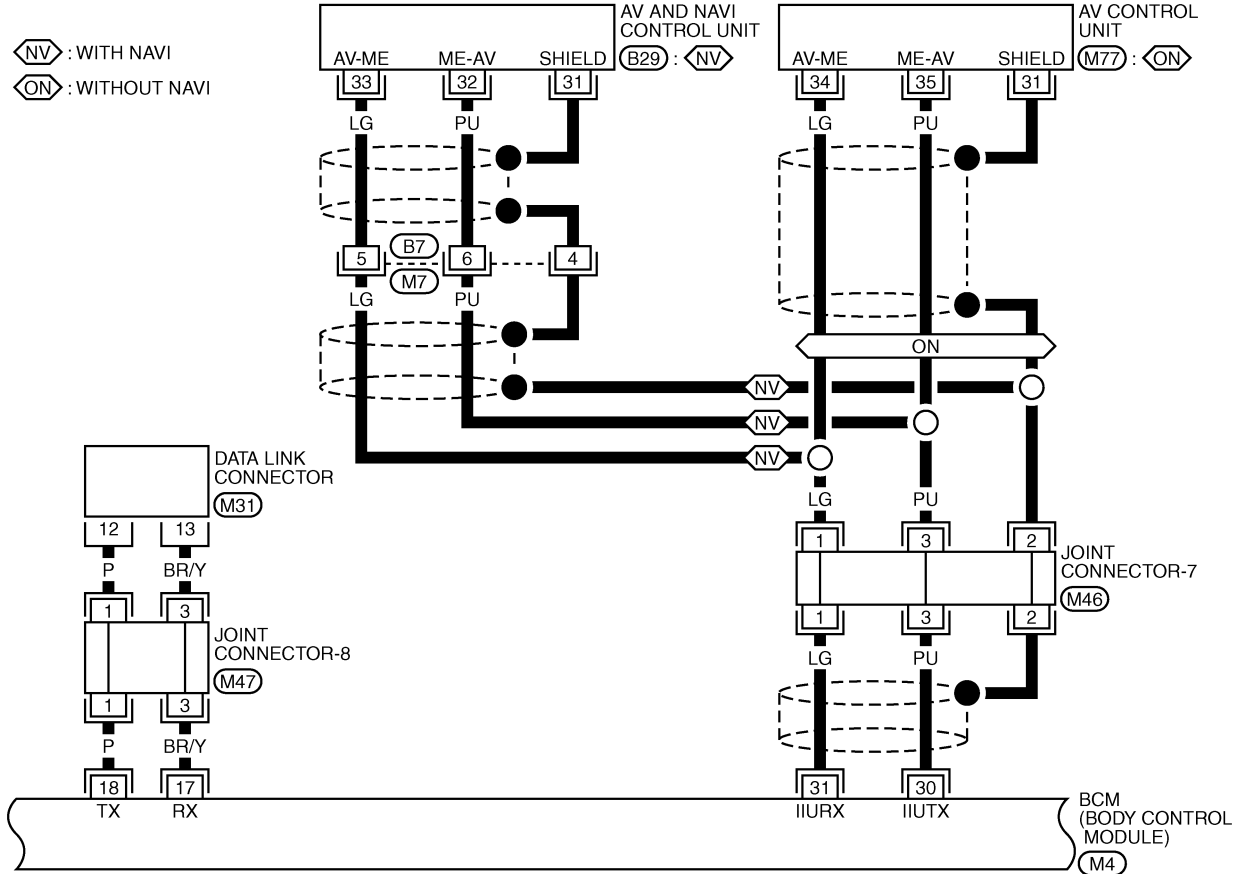 NV : WITH NAVI
ON : WITHOUT NAVI
AV AND NAVI
CONTROL UNIT
B29 : NV
AV-ME ME-AV SHIELD
33 32 31
LG PU
AV CONTROL
UNIT
M77 : ON
AV-ME ME-AV SHIELD
34 35 31
LG PU
B7
5 6 4
M7
LG PU
ON
NV
NV
NV
LG PU
1 3 2
JOINT
CONNECTOR-7
M46
1 3 2
LG PU
DATA LINK
CONNECTOR
M31
12 13
P BR/Y
1 3
JOINT
CONNECTOR-8
M47
1 3
P BR/Y
18 17
TX RX
31 30
IIURX IIUTX
BCM
(BODY CONTROL
MODULE)
M4